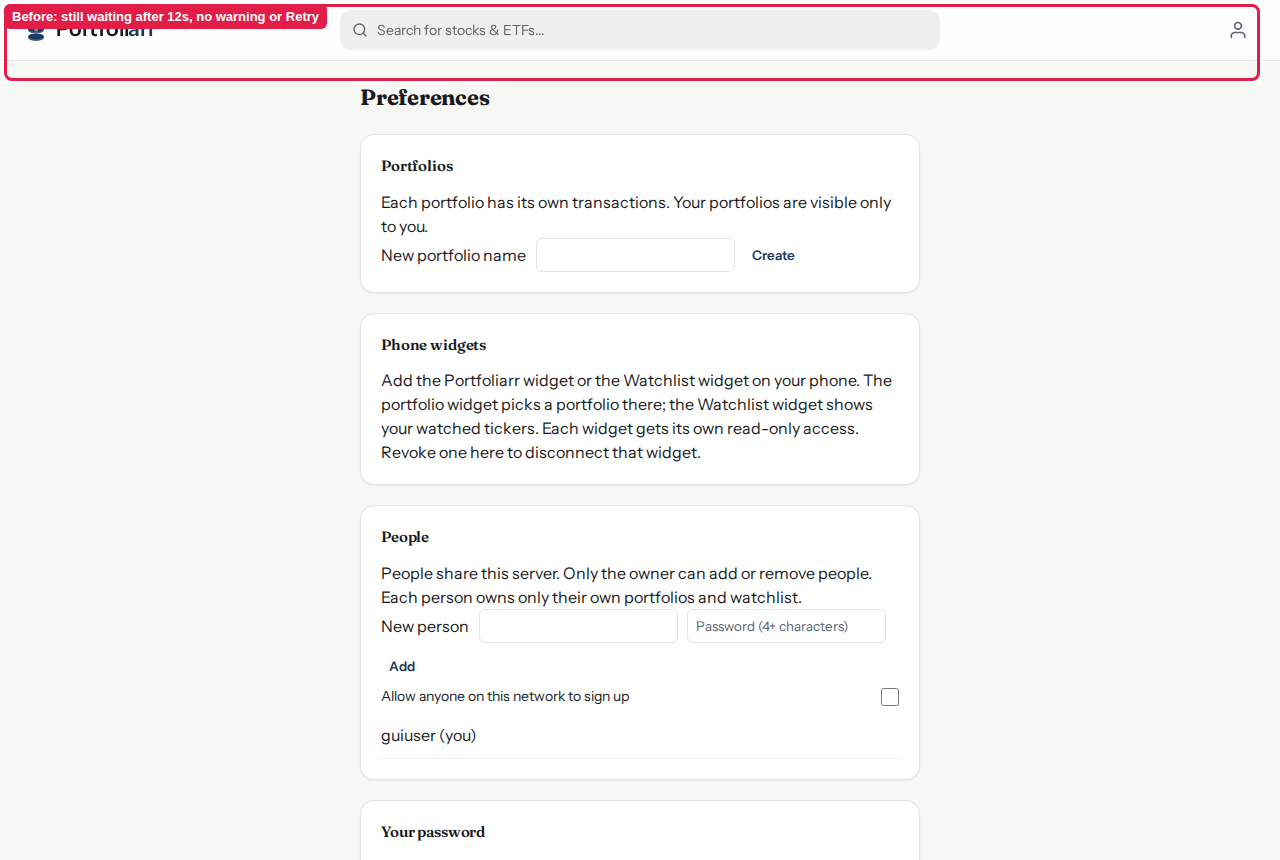 Before: still waiting after 12s, no warning or Retry
Portfoliarr
Search for stocks & ETFs...
Preferences
Portfolios
Each portfolio has its own transactions. Your portfolios are visible only
to you.
New portfolio name
Create
Phone widgets
Add the Portfoliarr widget or the Watchlist widget on your phone. The
portfolio widget picks a portfolio there; the Watchlist widget shows
your watched tickers. Each widget gets its own read-only access.
Revoke one here to disconnect that widget.
People
People share this server. Only the owner can add or remove people.
Each person owns only their own portfolios and watchlist.
New person
Password (4+ characters)
Add
Allow anyone on this network to sign up
guiuser (you)
Your password